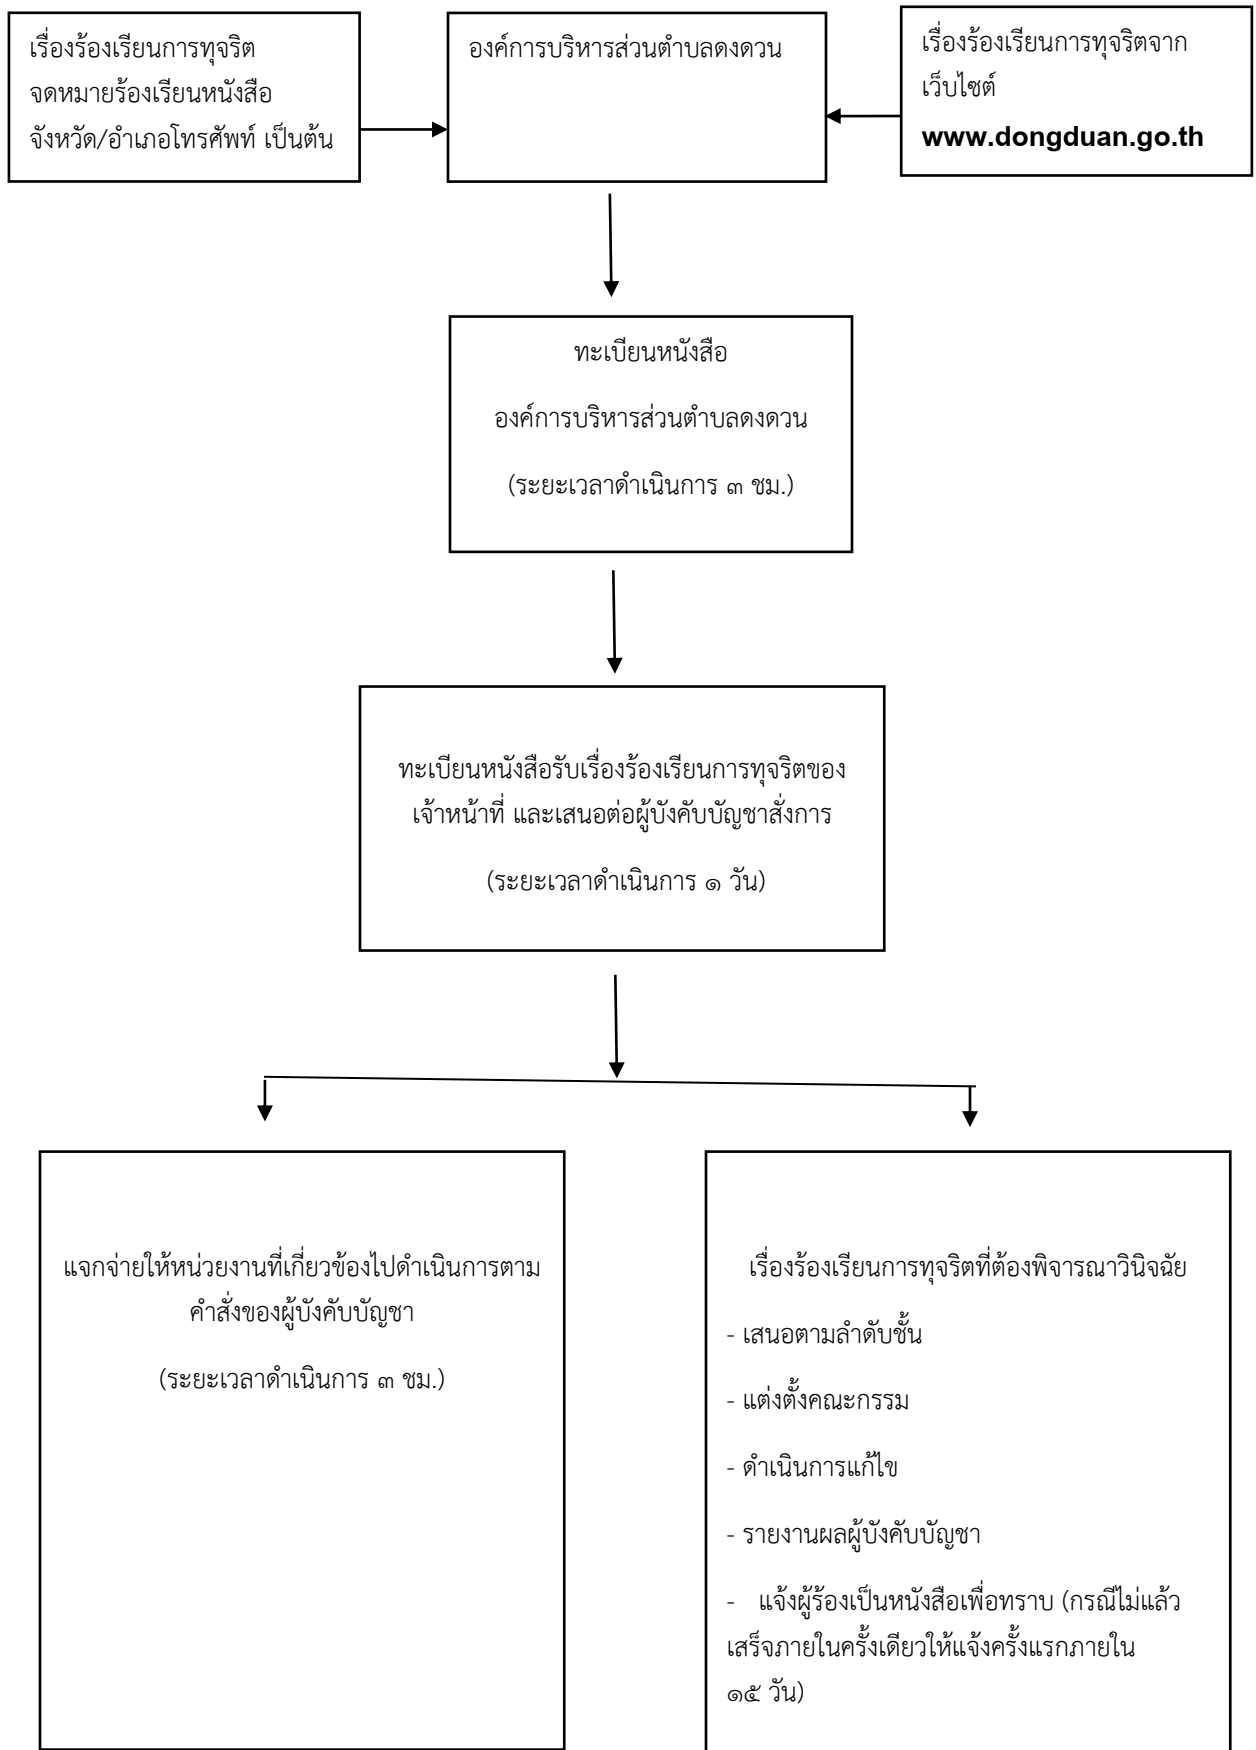 เรื่องร้องเรียนการทุจริต
จดหมายร้องเรียนหนังสือ
จังหวัด/อำเภอโทรศัพท์ เป็นต้น
องค์การบริหารส่วนตำบลดงดวน
เรื่องร้องเรียนการทุจริตจาก
เว็บไซต์
www.dongduan.go.th
ทะเบียนหนังสือ
องค์การบริหารส่วนตำบลดงดวน
(ระยะเวลาดำเนินการ ๓ ชม.)
ทะเบียนหนังสือรับเรื่องร้องเรียนการทุจริตของ
เจ้าหน้าที่ และเสนอต่อผู้บังคับบัญชาสั่งการ
(ระยะเวลาดำเนินการ ๑ วัน)
แจกจ่ายให้หน่วยงานที่เกี่ยวข้องไปดำเนินการตาม
คำสั่งของผู้บังคับบัญชา
(ระยะเวลาดำเนินการ ๓ ชม.)
เรื่องร้องเรียนการทุจริตที่ต้องพิจารณาวินิจฉัย
- เสนอตามลำดับชั้น
- แต่งตั้งคณะกรรม
- ดำเนินการแก้ไข
- รายงานผลผู้บังคับบัญชา
- แจ้งผู้ร้องเป็นหนังสือเพื่อทราบ (กรณีไม่แล้ว
เสร็จภายในครั้งเดียวให้แจ้งครั้งแรกภายใน
๑๕ วัน)